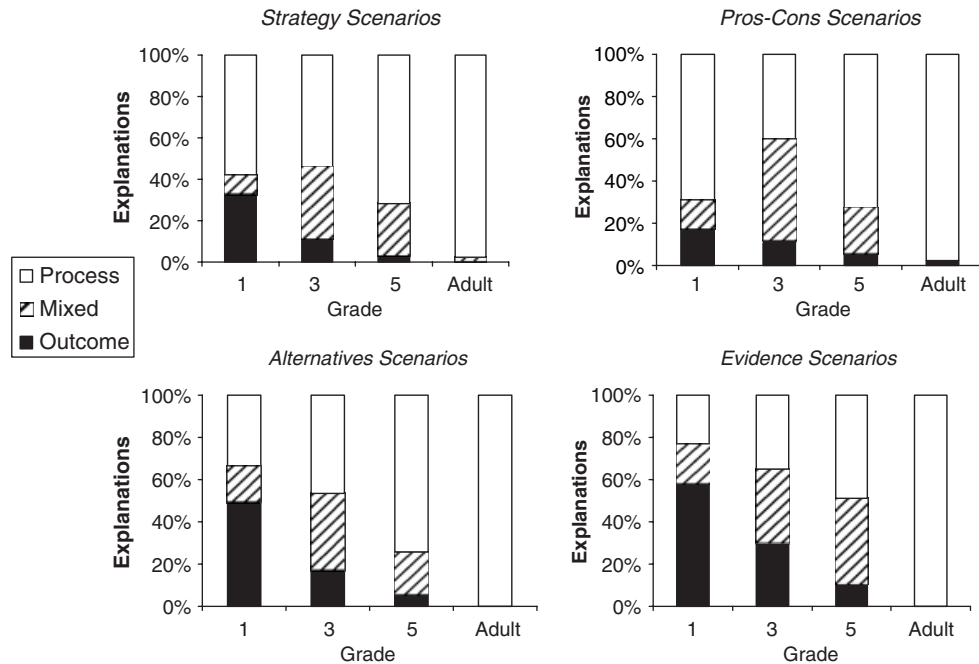 Strategy Scenarios
100%
80%
60%
40%
20%
0%
Explanations
1 3 5 Adult
Grade
Pros-Cons Scenarios
100%
80%
60%
40%
20%
0%
Explanations
1 3 5 Adult
Grade
Process
Mixed
Outcome
Alternatives Scenarios
100%
80%
60%
40%
20%
0%
Explanations
1 3 5 Adult
Grade
Evidence Scenarios
100%
80%
60%
40%
20%
0%
Explanations
1 3 5 Adult
Grade